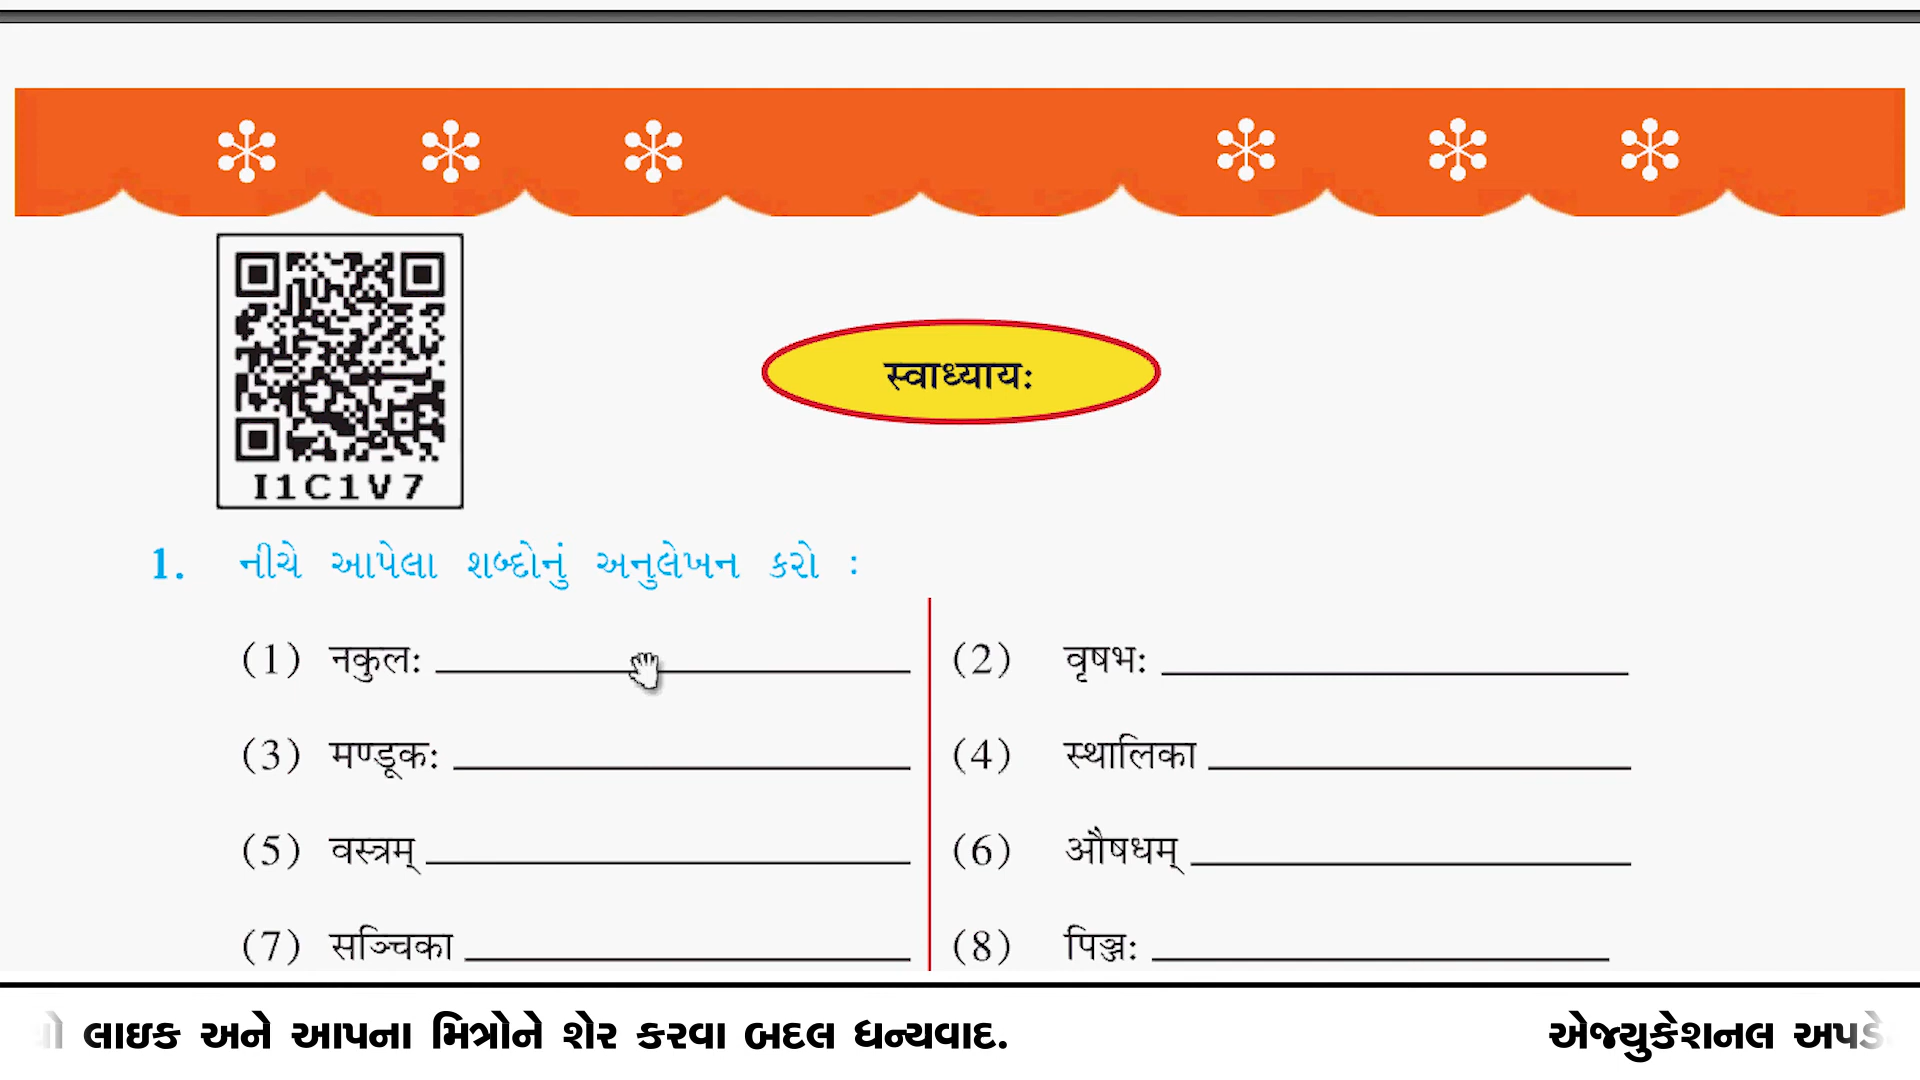 I1C1V7
स्वाध्यायः
1. નીચે આપેલા શબ્દોનું અનુલેખન કરો :
(1) नकुलः
(2) वृषभः
(3) मण्डूकः
(4) स्थालिका
(5) वस्त्रम्
(6) औषधम्
(7) सञ्चिका
(8) पिञ्जः
લાઇક અને આપના મિત્રોને શેર કરવા બદલ ધન્યવાદ. એજ્યુકેશનલ